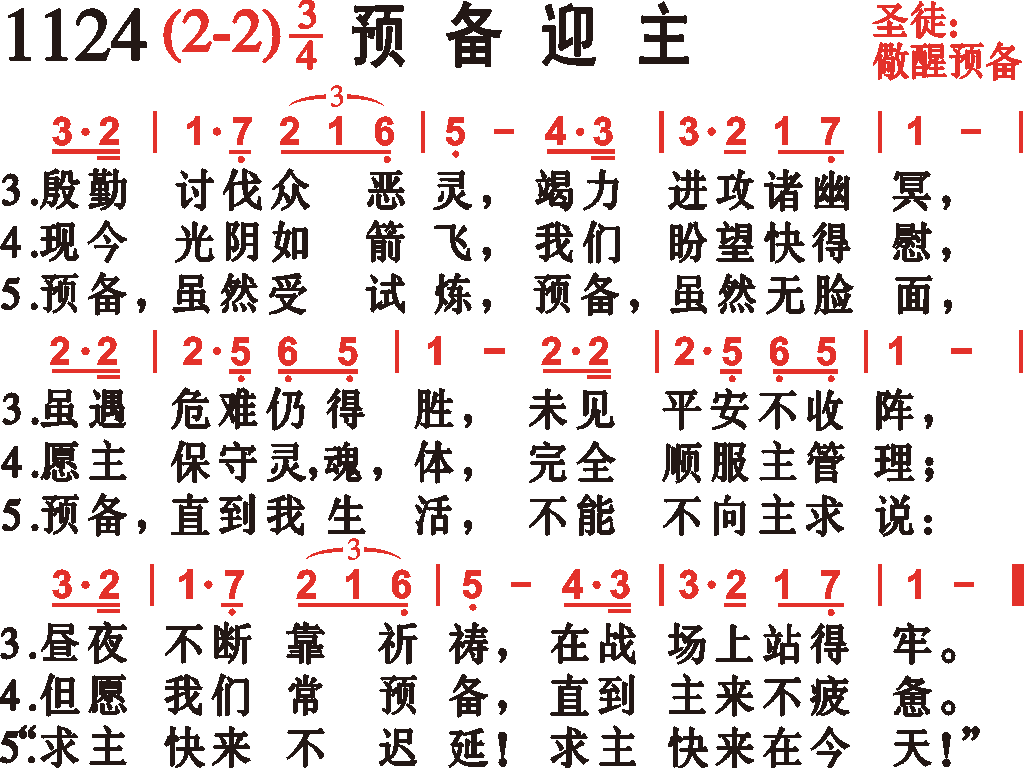 1124 (2-2) 3/4 预备迎主 圣徒：
儆醒预备
3
3·2 | 1·7 2 1 6 | 5 – 4·3 | 3·2 1 7 | 1 – |
3.殷勤 讨伐众 恶灵，竭力 进攻诸幽 冥，
4.现今 光阴如 箭飞，我们 盼望快得 慰，
5.预备，虽然受 试炼，预备，虽然无脸 面，
2·2 | 2·5 6 5 | 1 – 2·2 | 2·5 6 5 | 1 – |
3.虽遇 危难仍得 胜，未见 平安不收 阵，
4.愿主 保守灵，魂，体，完全 顺服主管 理；
5.预备，直到我生 活，不能 不向主求 说：
3
3·2 | 1·7 2 1 6 | 5 – 4·3 | 3·2 1 7 | 1 –
3.昼夜 不断靠 祈祷，在战 场上站得 牢。
4.但愿 我们常 预备，直到 主来不疲 惫。
5“求主 快来不 迟延！求主 快来在今 天！”